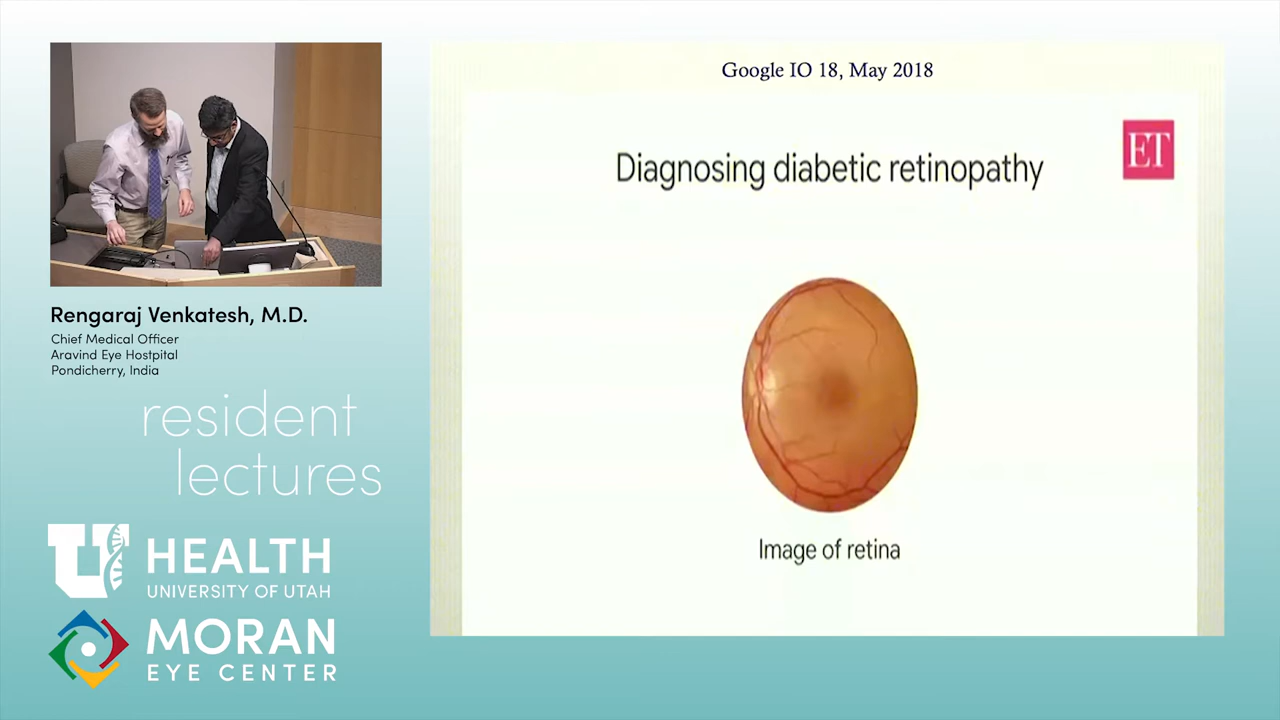 Google IO 18, May 2018
ET
Diagnosing diabetic retinopathy
Image of retina
Rengaraj Venkatesh, M.D.
Chief Medical Officer
Aravind Eye Hostpital
Pondicherry, India
resident
lectures
U HEALTH
UNIVERSITY OF UTAH
MORAN
EYE CENTER